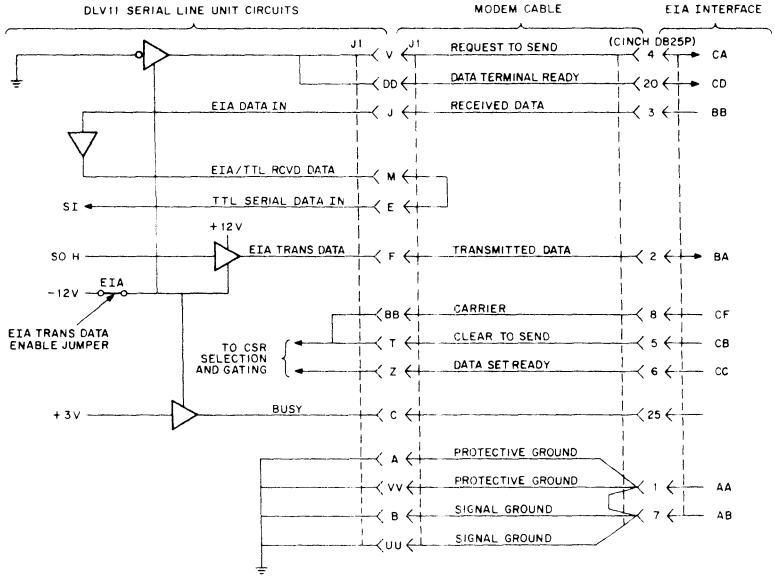 DLV11 SERIAL LINE UNIT CIRCUITS
MODEM CABLE
EIA INTERFACE
J1
J1
(CINCH DB25P)
V
REQUEST TO SEND
4
CA
DD
DATA TERMINAL READY
20
CD
EIA DATA IN
J
RECEIVED DATA
3
BB
EIA/TTL RCVD DATA
M
SI
TTL SERIAL DATA IN
E
+12V
SO H
EIA TRANS DATA
F
TRANSMITTED DATA
2
BA
EIA
-12V
EIA TRANS DATA
ENABLE JUMPER
BB
CARRIER
8
CF
TO CSR
SELECTION
AND GATING
T
CLEAR TO SEND
5
CB
Z
DATA SET READY
6
CC
+3V
BUSY
C
25
A
PROTECTIVE GROUND
VV
PROTECTIVE GROUND
1
AA
B
SIGNAL GROUND
7
AB
UU
SIGNAL GROUND